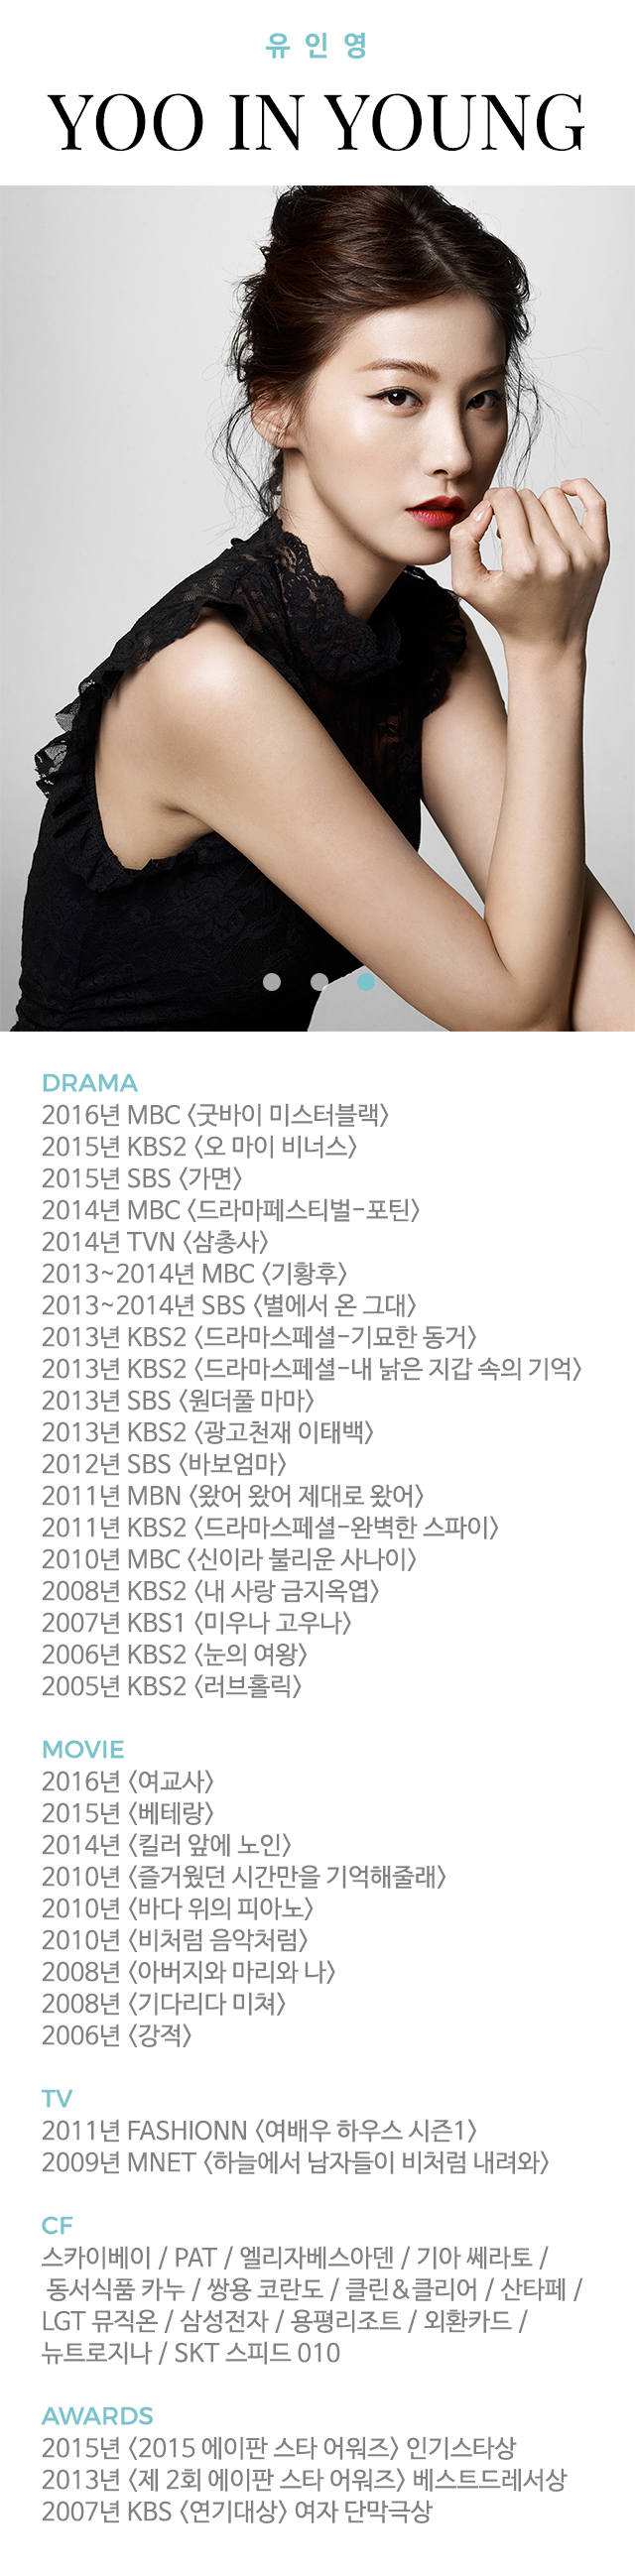 유인영
YOO IN YOUNG
DRAMA
2016년 MBC <굿바이 미스터블랙>
2015년 KBS2 <오 마이 비너스>
2015년 SBS <가면>
2014년 MBC <드라마페스티벌-포틴>
2014년 TVN <삼총사>
2013~2014년 MBC <기황후>
2013~2014년 SBS <별에서 온 그대>
2013년 KBS2 <드라마스페셜-기묘한 동거>
2013년 KBS2 <드라마스페셜-내 낡은 지갑 속의 기억>
2013년 SBS <원더풀 마마>
2013년 KBS2 <광고천재 이태백>
2012년 SBS <바보엄마>
2011년 MBN <왔어 왔어 제대로 왔어>
2011년 KBS2 <드라마스페셜-완벽한 스파이>
2010년 MBC <신이라 불리운 사나이>
2008년 KBS2 <내 사랑 금지옥엽>
2007년 KBS1 <미우나 고우나>
2006년 KBS2 <눈의 여왕>
2005년 KBS2 <러브홀릭>
MOVIE
2016년 <여교사>
2015년 <베테랑>
2014년 <킬러 앞에 노인>
2010년 <즐거웠던 시간만을 기억해줄래>
2010년 <바다 위의 피아노>
2010년 <비처럼 음악처럼>
2008년 <아버지와 마리와 나>
2008년 <기다리다 미쳐>
2006년 <강적>
TV
2011년 FASHIONN <여배우 하우스 시즌1>
2009년 MNET <하늘에서 남자들이 비처럼 내려와>
CF
스카이베이 / PAT / 엘리자베스아덴 / 기아 쎄라토 /
동서식품 카누 / 쌍용 코란도 / 클린&클리어 / 산타페 /
LGT 뮤직온 / 삼성전자 / 용평리조트 / 외환카드 /
뉴트로지나 / SKT 스피드 010
AWARDS
2015년 <2015 에이판 스타 어워즈> 인기스타상
2013년 <제 2회 에이판 스타 어워즈> 베스트드레서상
2007년 KBS <연기대상> 여자 단막극상